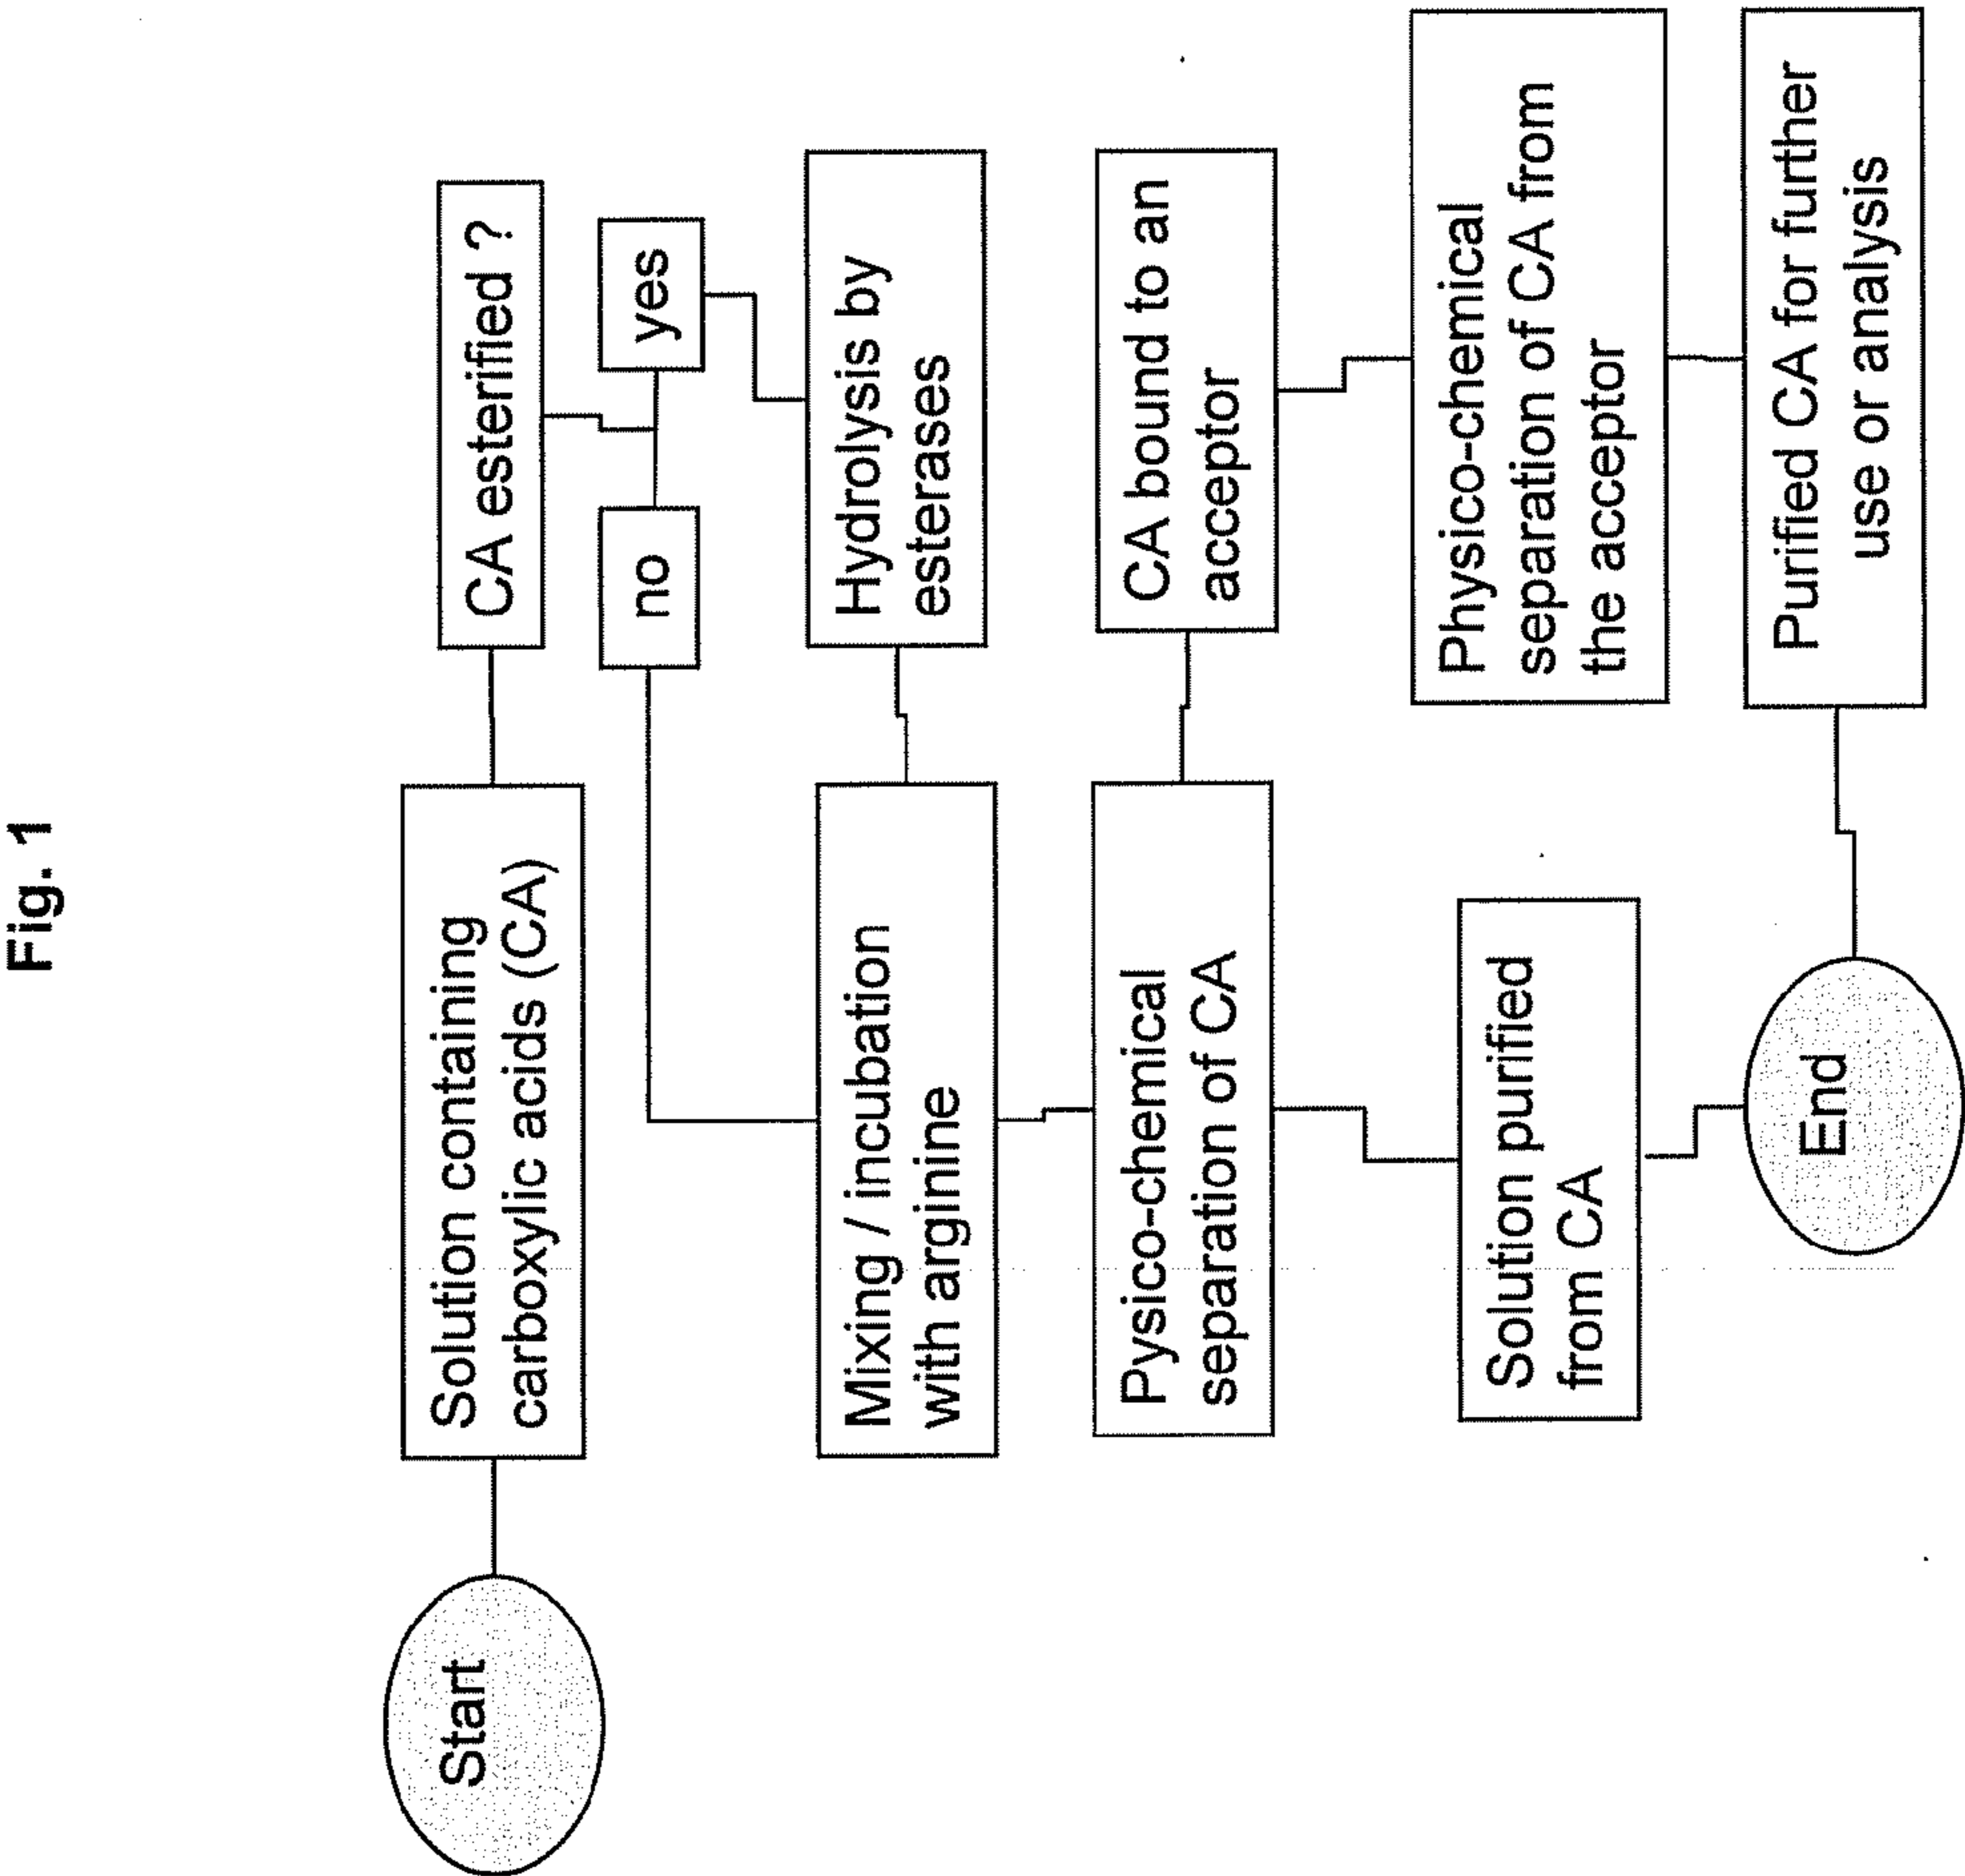 Fig. 1
Start
Solution containing
carboxylic acids (CA)
CA esterified ?
no
yes
Hydrolysis by
esterases
Mixing / incubation
with arginine
Pysico-chemical
separation of CA
CA bound to an
acceptor
Physico-chemical
separation of CA from
the acceptor
Solution purified
from CA
Purified CA for further
use or analysis
End